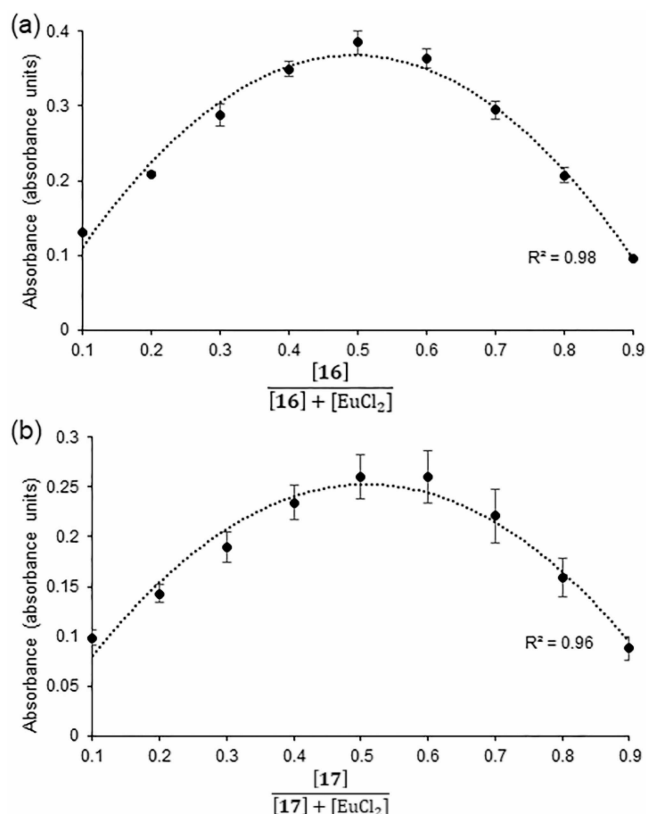 (a)
Absorbance (absorbance units)
0.4
0.3
0.2
0.1
0
R² = 0.98
0.1 0.2 0.3 0.4 0.5 0.6 0.7 0.8 0.9
[16]
[16] + [EuCl₂]
(b)
Absorbance (absorbance units)
0.3
0.25
0.2
0.15
0.1
0.05
0
R² = 0.96
0.1 0.2 0.3 0.4 0.5 0.6 0.7 0.8 0.9
[17]
[17] + [EuCl₂]